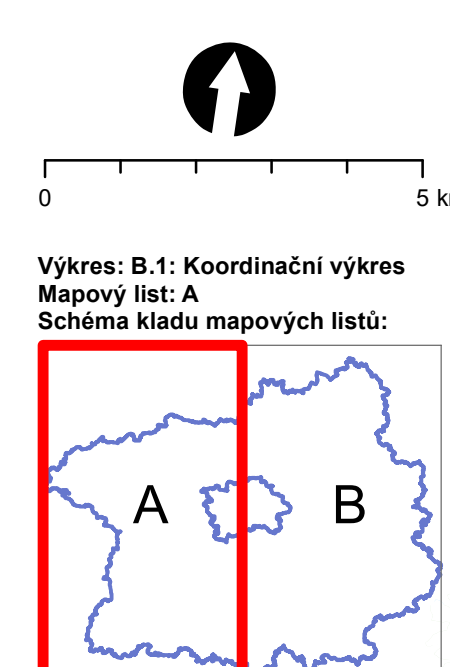 0 5 km
Výkres: B.1: Koordinační výkres
Mapový list: A
Schéma kladu mapových listů:
A B